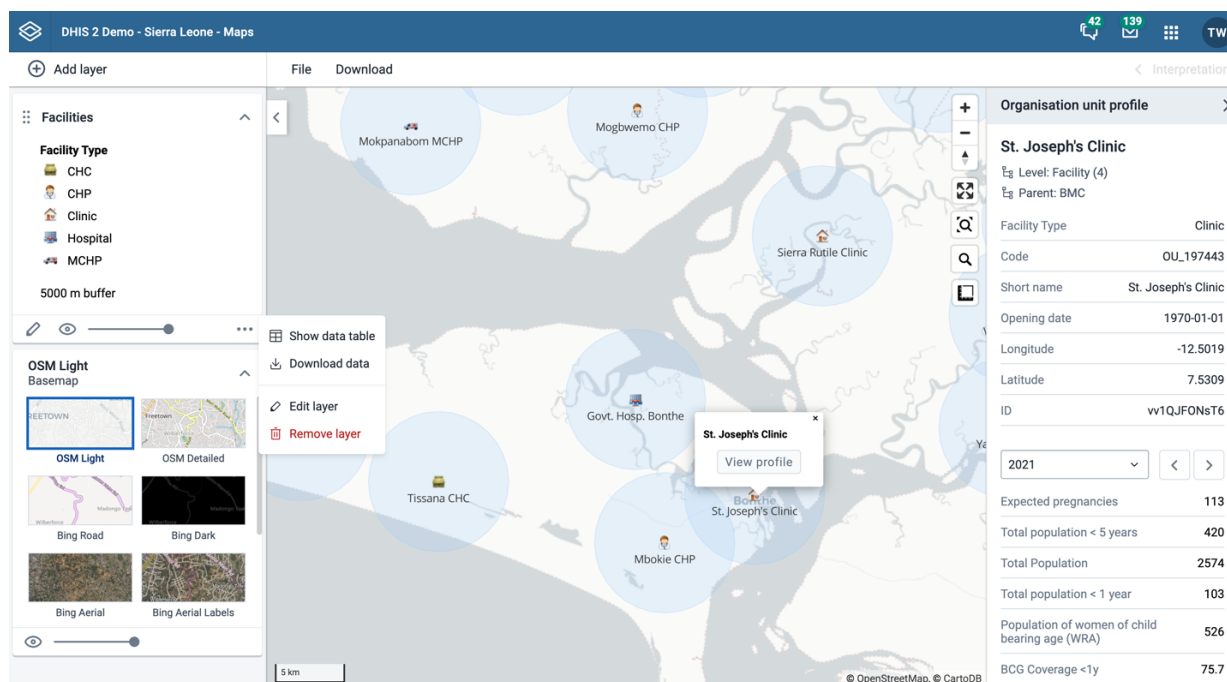 DHIS 2 Demo - Sierra Leone - Maps
42
139
TW
Add layer
File
Download
Interpretation
Facilities
Facility Type
CHC
CHP
Clinic
Hospital
MCHP
5000 m buffer
OSM Light
Basemap
REETOWN
OSM Light
Freetown
OSM Detailed
Wilberforce
Madongo
Bing Road
Bing Dark
Bing Aerial
Bing Aerial Labels
Show data table
Download data
Edit layer
Remove layer
Mokpanabom MCHP
Mogbwemo CHP
Sierra Rutile Clinic
Govt. Hosp. Bonthe
St. Joseph's Clinic
View profile
Tissana CHC
Bonthe
St. Joseph's Clinic
Mbokie CHP
Ya
5 km
© OpenStreetMap, © CartoDB
Organisation unit profile
St. Joseph's Clinic
Level: Facility (4)
Parent: BMC
Facility Type Clinic
Code OU_197443
Short name St. Joseph's Clinic
Opening date 1970-01-01
Longitude -12.5019
Latitude 7.5309
ID vv1QJFONsT6
2021
Expected pregnancies 113
Total population < 5 years 420
Total Population 2574
Total population < 1 year 103
Population of women of child
bearing age (WRA) 526
BCG Coverage <1y 75.7